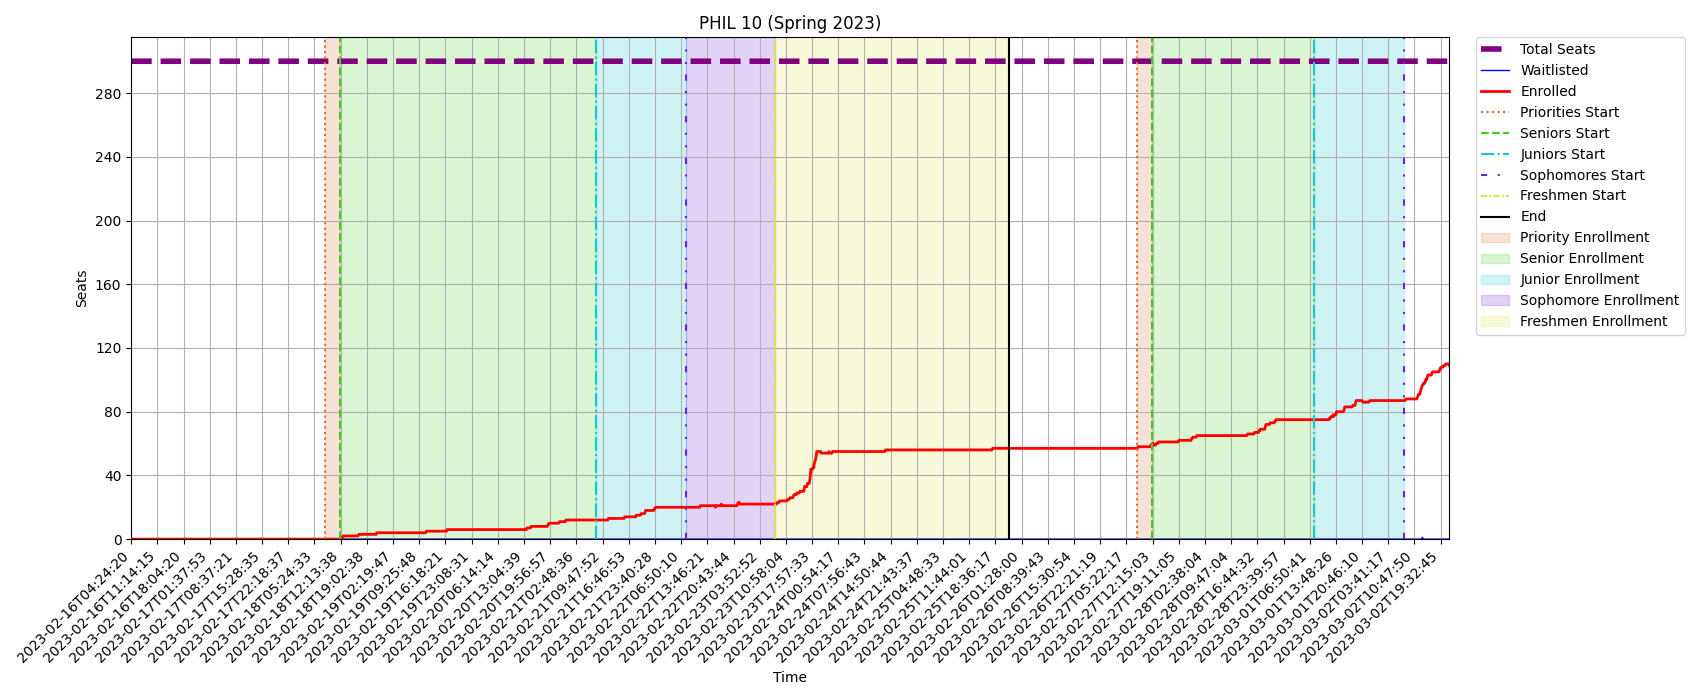 PHIL 10 (Spring 2023)
Seats
280
240
200
160
120
80
40
0
2023-02-16T04:24:20
2023-02-16T11:14:15
2023-02-16T18:04:20
2023-02-17T01:37:53
2023-02-17T08:37:21
2023-02-17T15:28:35
2023-02-17T22:18:37
2023-02-18T05:24:33
2023-02-18T12:13:38
2023-02-18T19:02:38
2023-02-19T02:19:47
2023-02-19T09:25:48
2023-02-19T16:18:21
2023-02-19T23:08:31
2023-02-20T06:14:14
2023-02-20T13:04:39
2023-02-20T19:56:57
2023-02-21T02:48:36
2023-02-21T09:47:52
2023-02-21T16:46:53
2023-02-21T23:40:28
2023-02-22T06:50:10
2023-02-22T13:46:21
2023-02-22T20:43:44
2023-02-23T03:52:52
2023-02-23T10:58:04
2023-02-23T17:57:33
2023-02-24T00:54:17
2023-02-24T07:56:43
2023-02-24T14:50:44
2023-02-24T21:43:37
2023-02-25T04:48:33
2023-02-25T11:44:01
2023-02-25T18:36:17
2023-02-26T01:28:00
2023-02-26T08:39:43
2023-02-26T15:30:54
2023-02-26T22:21:19
2023-02-27T05:22:17
2023-02-27T12:15:03
2023-02-27T19:11:05
2023-02-28T02:38:04
2023-02-28T09:47:04
2023-02-28T16:44:32
2023-02-28T23:39:57
2023-03-01T06:50:41
2023-03-01T13:48:26
2023-03-01T20:46:10
2023-03-02T03:41:17
2023-03-02T10:47:50
2023-03-02T19:32:45
Time
Total Seats
Waitlisted
Enrolled
Priorities Start
Seniors Start
Juniors Start
Sophomores Start
Freshmen Start
End
Priority Enrollment
Senior Enrollment
Junior Enrollment
Sophomore Enrollment
Freshmen Enrollment